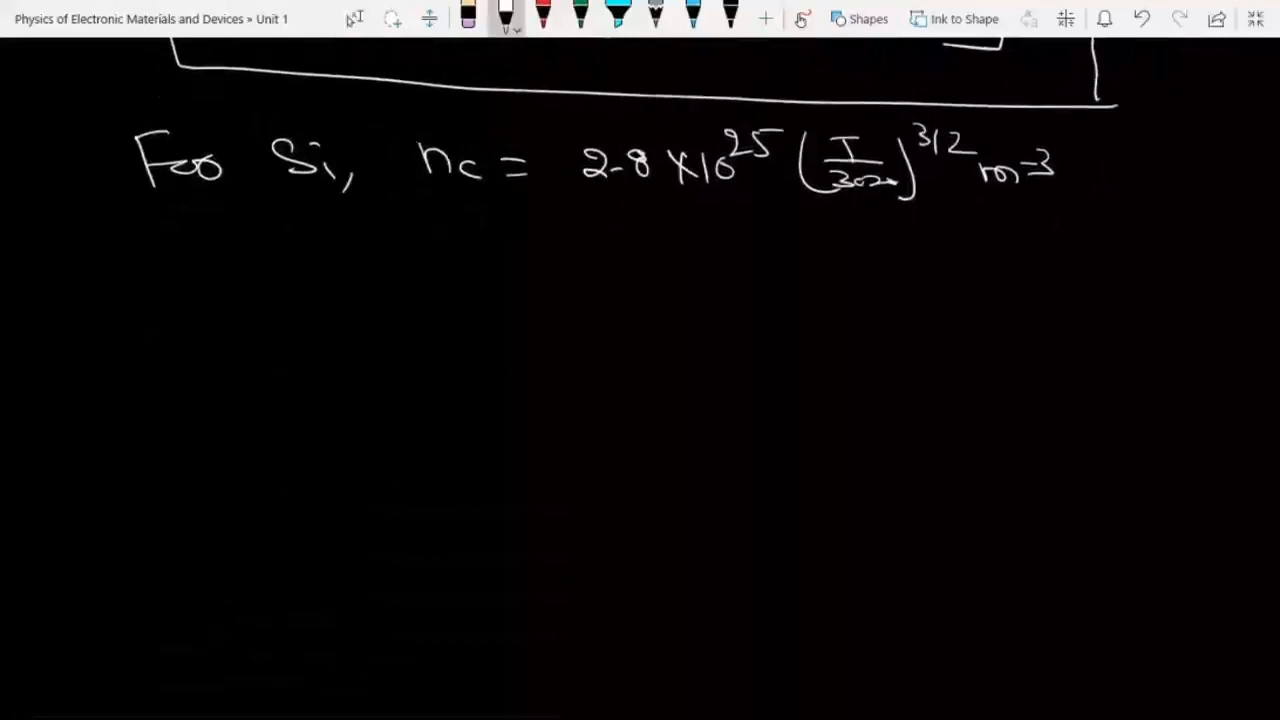 Physics of Electronic Materials and Devices » Unit 1
Shapes
Ink to Shape
For Si, nc = 2.8 × 10^25 (T/300)^3/2 m-3